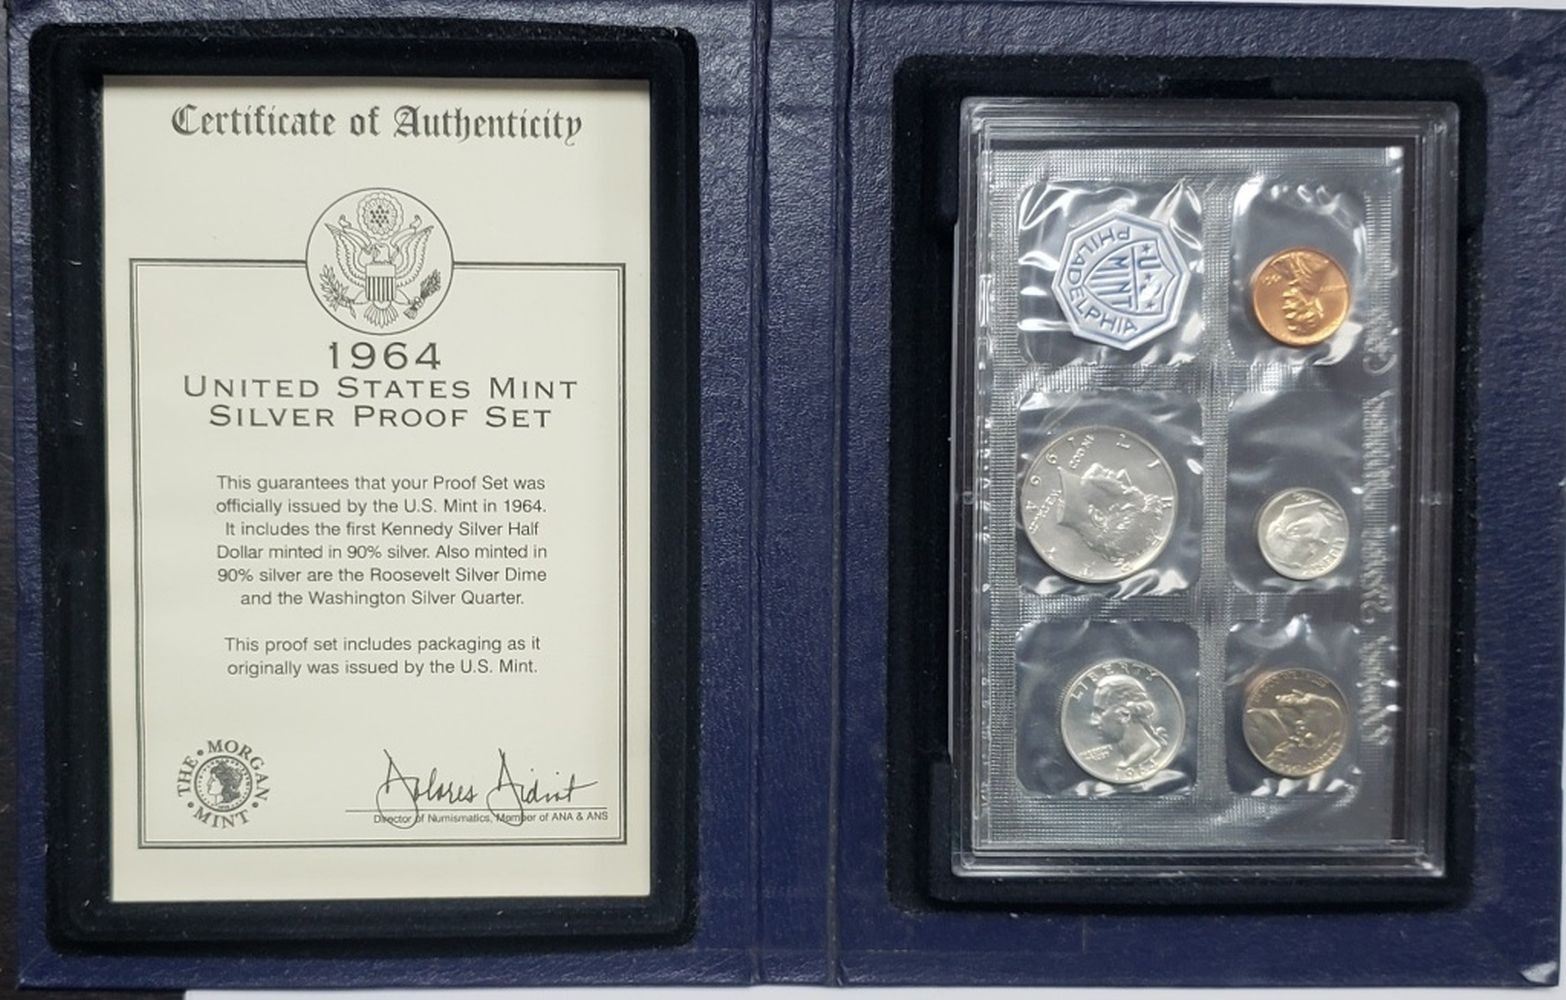 Certificate of Authenticity
1964
UNITED STATES MINT
SILVER PROOF SET
This guarantees that your Proof Set was
officially issued by the U.S. Mint in 1964.
It includes the first Kennedy Silver Half
Dollar minted in 90% silver. Also minted in
90% silver are the Roosevelt Silver Dime
and the Washington Silver Quarter.
This proof set includes packaging as it
originally was issued by the U.S. Mint.
THE MORGAN
MINT
Director of Numismatics, Member of ANA & ANS
PHILADELPHIA
U.S.
MINT
LIBERTY